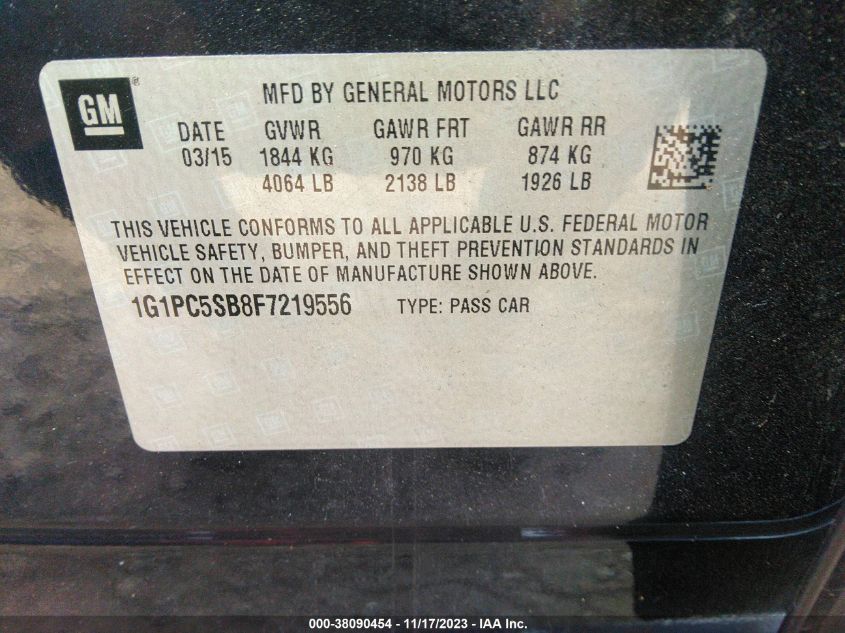 GM ®
MFD BY GENERAL MOTORS LLC
DATE GVWR GAWR FRT GAWR RR
03/15 1844 KG 970 KG 874 KG
4064 LB 2138 LB 1926 LB
THIS VEHICLE CONFORMS TO ALL APPLICABLE U.S. FEDERAL MOTOR
VEHICLE SAFETY, BUMPER, AND THEFT PREVENTION STANDARDS IN
EFFECT ON THE DATE OF MANUFACTURE SHOWN ABOVE.
1G1PC5SB8F7219556 TYPE: PASS CAR
000-38090454 - 11/17/2023 - IAA Inc.